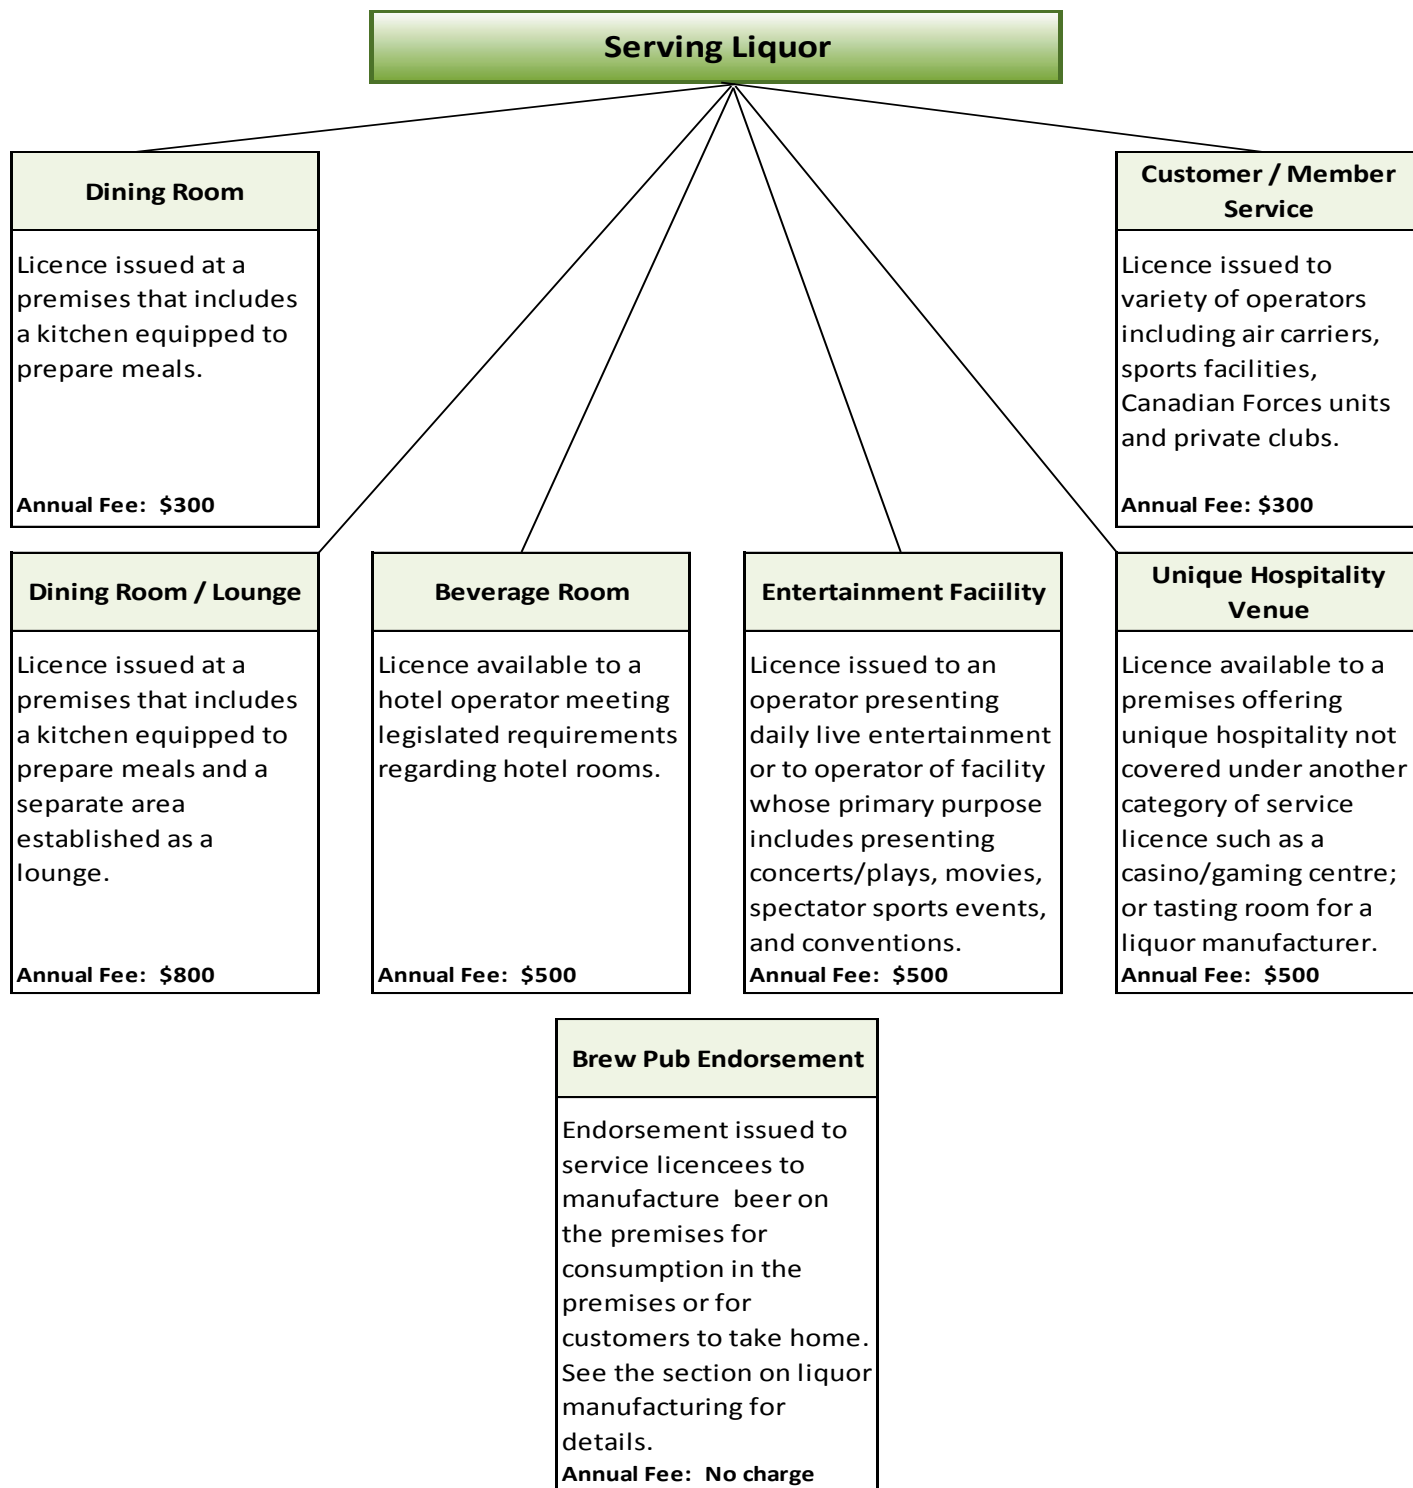 Serving Liquor
Dining Room
Licence issued at a
premises that includes
a kitchen equipped to
prepare meals.
Annual Fee: $300
Customer / Member
Service
Licence issued to
variety of operators
including air carriers,
sports facilities,
Canadian Forces units
and private clubs.
Annual Fee: $300
Dining Room / Lounge
Licence issued at a
premises that includes
a kitchen equipped to
prepare meals and a
separate area
established as a
lounge.
Annual Fee: $800
Beverage Room
Licence available to a
hotel operator meeting
legislated requirements
regarding hotel rooms.
Annual Fee: $500
Entertainment Faciility
Licence issued to an
operator presenting
daily live entertainment
or to operator of facility
whose primary purpose
includes presenting
concerts/plays, movies,
spectator sports events,
and conventions.
Annual Fee: $500
Unique Hospitality
Venue
Licence available to a
premises offering
unique hospitality not
covered under another
category of service
licence such as a
casino/gaming centre;
or tasting room for a
liquor manufacturer.
Annual Fee: $500
Brew Pub Endorsement
Endorsement issued to
service licencees to
manufacture beer on
the premises for
consumption in the
premises or for
customers to take home.
See the section on liquor
manufacturing for
details.
Annual Fee: No charge